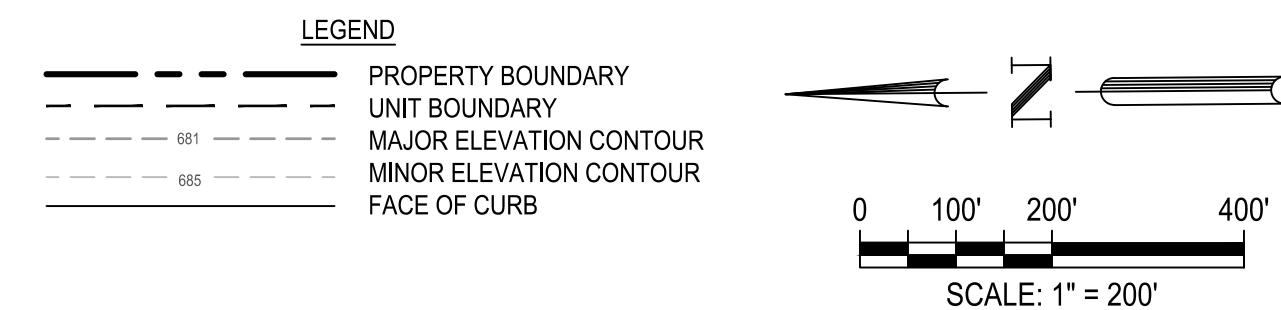 LEGEND
PROPERTY BOUNDARY
UNIT BOUNDARY
681 MAJOR ELEVATION CONTOUR
685 MINOR ELEVATION CONTOUR
FACE OF CURB
N
0 100' 200' 400'
SCALE: 1" = 200'